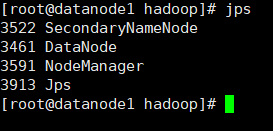 [root@datanode1 hadoop]# jps
3522 SecondaryNameNode
3461 DataNode
3591 NodeManager
3913 Jps
[root@datanode1 hadoop]#